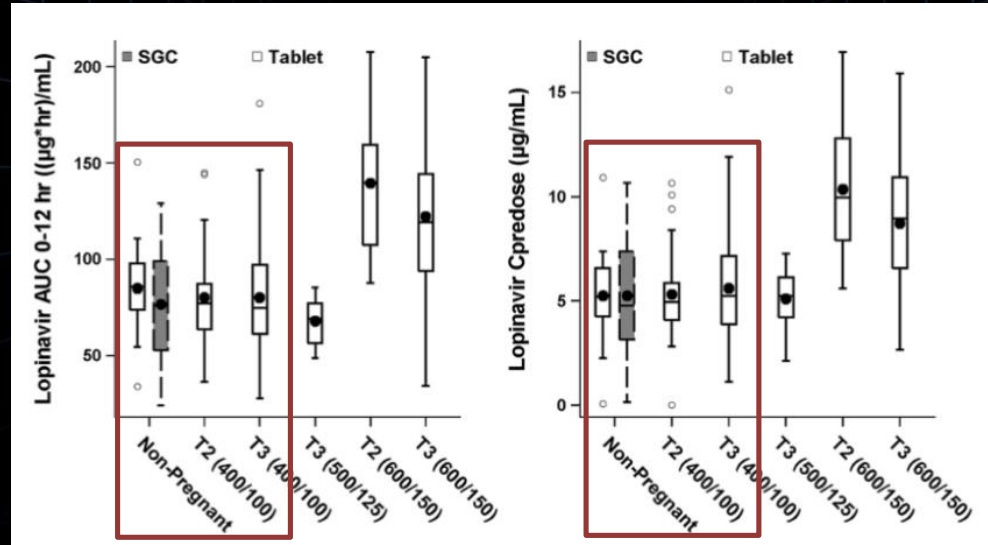 Lopinavir AUC 0-12 hr ((µg*hr)/mL)
SGC
Tablet
200
150
100
50
Non-Pregnant
T2 (400/100)
T3 (400/100)
T3 (500/125)
T2 (600/150)
T3 (600/150)
Lopinavir Cpredose (µg/mL)
SGC
Tablet
15
10
5
0
Non-Pregnant
T2 (400/100)
T3 (400/100)
T3 (500/125)
T2 (600/150)
T3 (600/150)